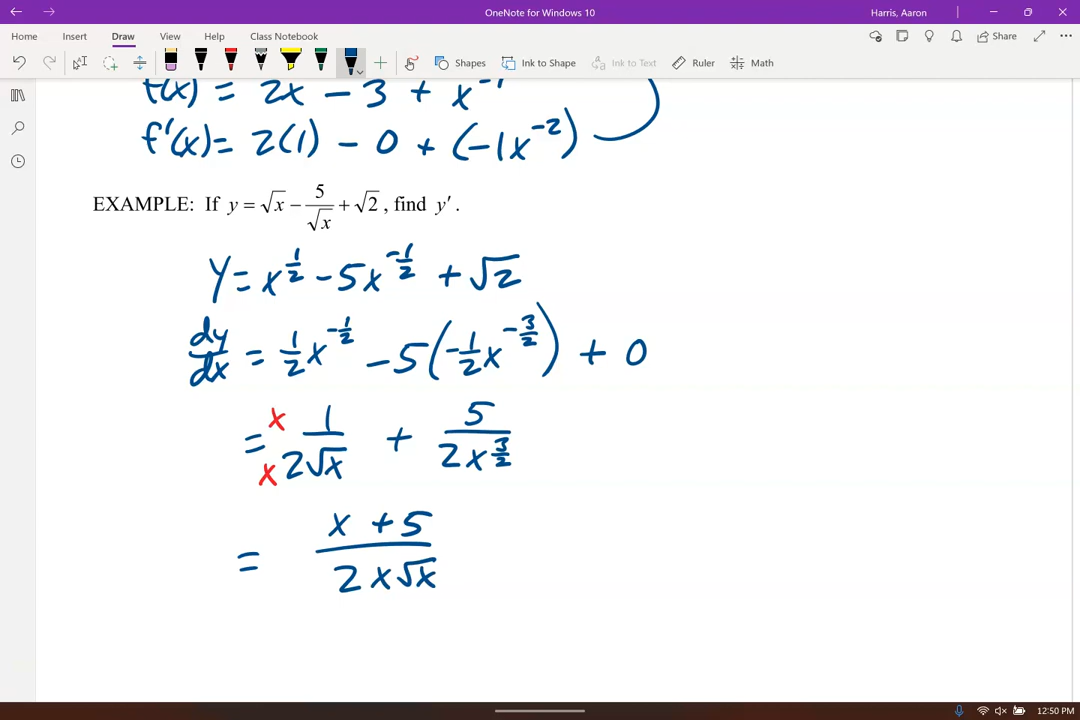 OneNote for Windows 10
Harris, Aaron
Home Insert Draw View Help Class Notebook
Share
Shapes Ink to Shape Ink to Text Ruler Math
f(x) = 2x - 3 + x^-1
f'(x) = 2(1) - 0 + (-1x^-2)
EXAMPLE: If y = √x - 5/√x + √2, find y'.
y = x^(1/2) - 5x^(-1/2) + √2
dy/dx = 1/2 x^(-1/2) - 5(-1/2 x^(-3/2)) + 0
= x/x 1/(2√x) + 5/(2x^(3/2))
= (x + 5)/(2x√x)
12:50 PM